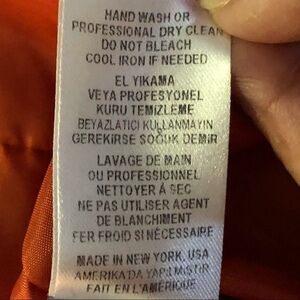 HAND WASH OR
PROFESSIONAL DRY CLEAN
DO NOT BLEACH
COOL IRON IF NEEDED
EL YIKAMA
VEYA PROFESYONEL
KURU TEMIZLEME
BEYAZLATICI KULLANMAYIN
GEREKIRSE SOĞUK DEMIR
LAVAGE DE MAIN
OU PROFESSIONNEL
NETTOYER À SEC
NE PAS UTILISER AGENT
DE BLANCHIMENT
FER FROID SI NÉCESSAIRE
MADE IN NEW YORK, USA
AMERIKA'DA YAPILMISTIR
FAIT EN L'AMÉRIQUE